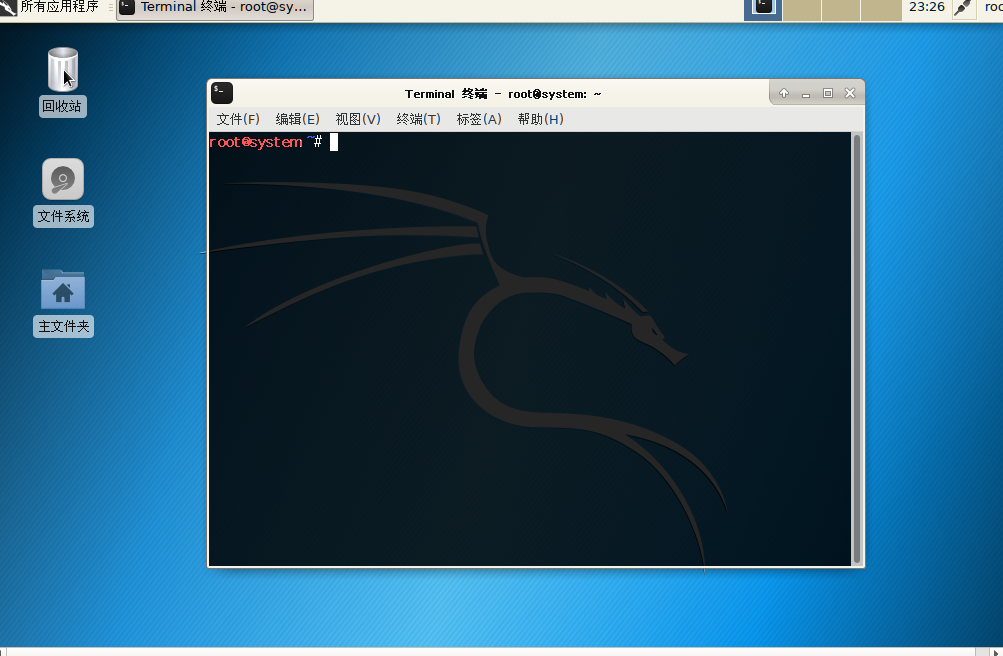 所有应用程序
Terminal 终端 - root@sy...
23:26
回收站
文件系统
主文件夹
Terminal 终端 - root@system: ~
文件(F) 编辑(E) 视图(V) 终端(T) 标签(A) 帮助(H)
root@system ~#